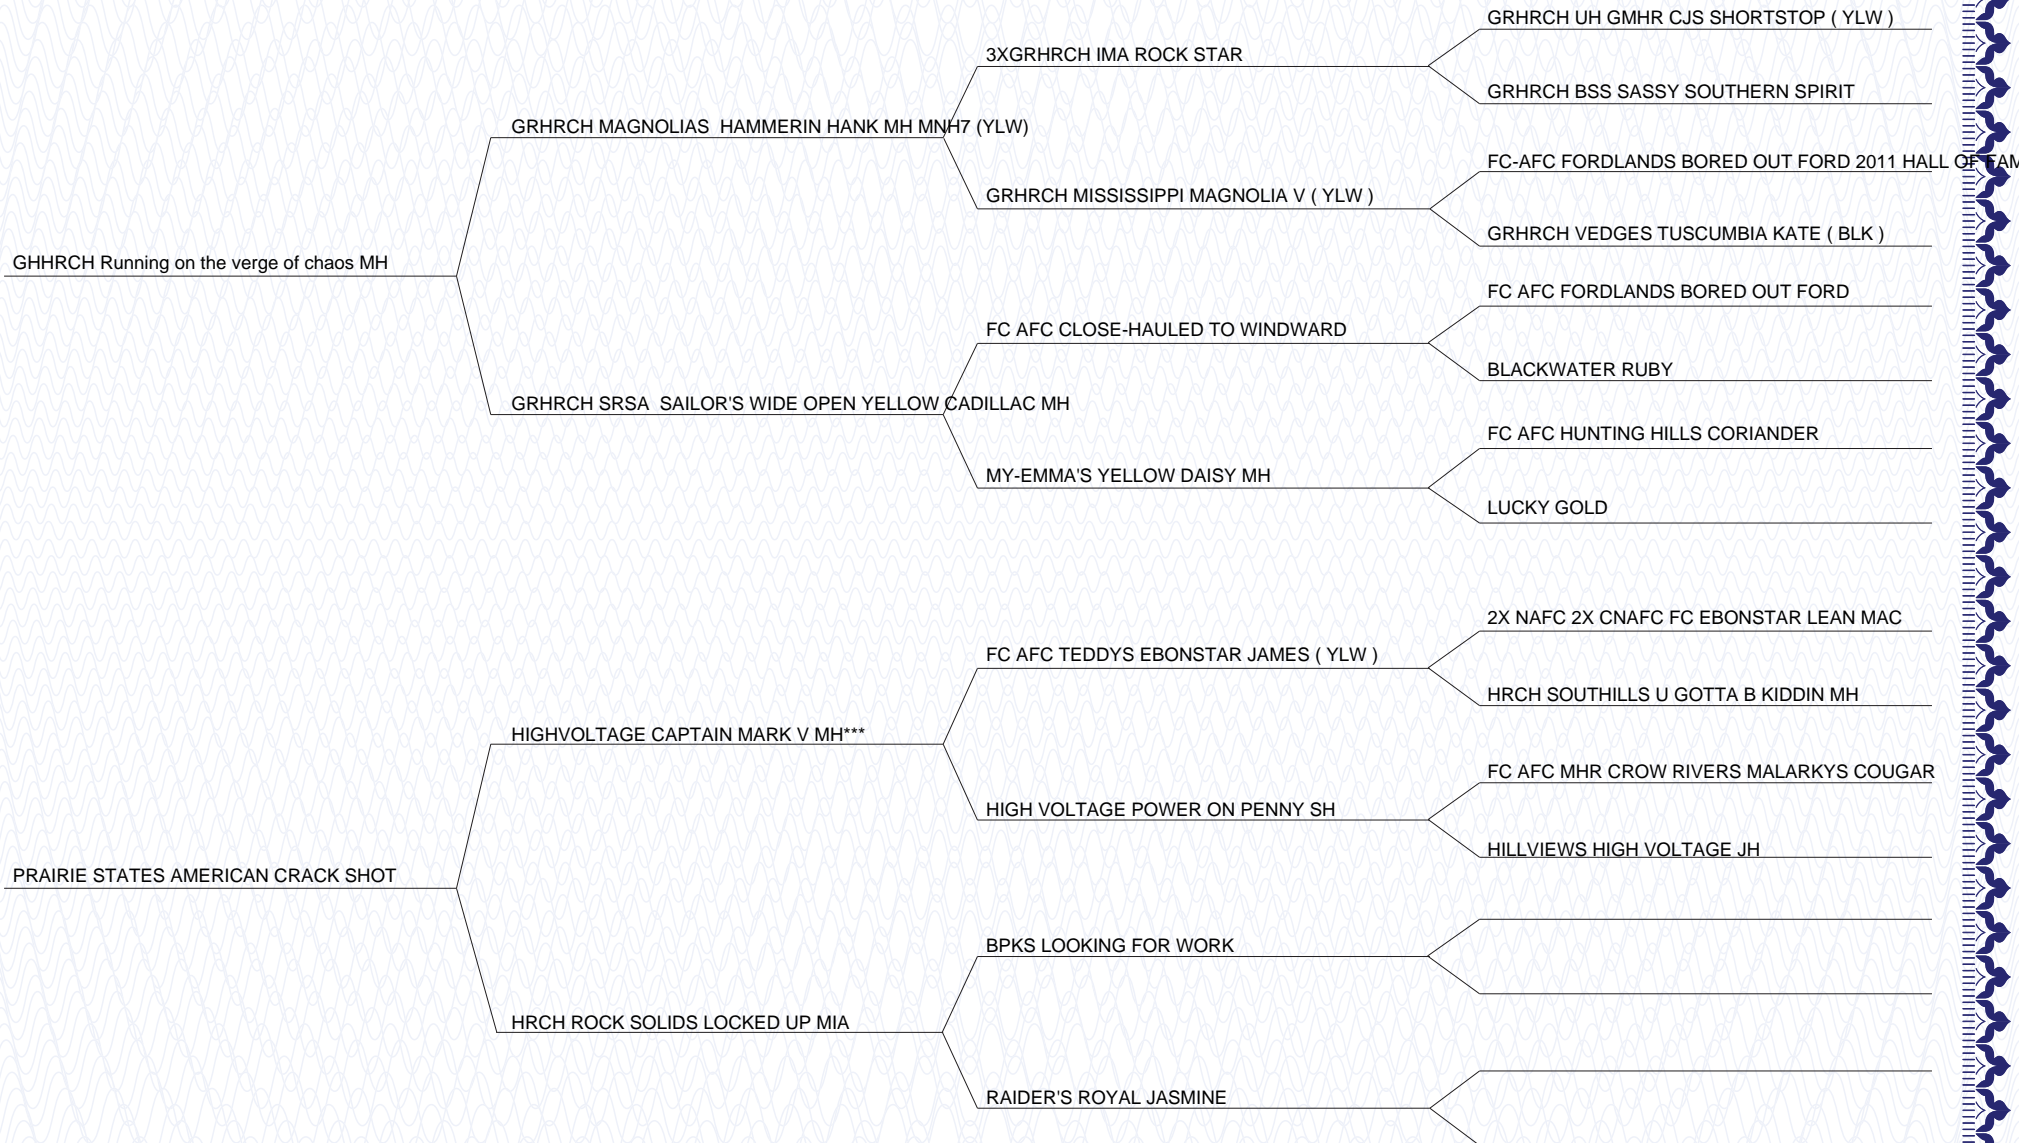 GRHRCH UH GMHR CJS SHORTSTOP ( YLW )
3XGRHRCH IMA ROCK STAR
GRHRCH BSS SASSY SOUTHERN SPIRIT
GRHRCH MAGNOLIAS  HAMMERIN HANK MH MNH7 (YLW)
FC-AFC FORDLANDS BORED OUT FORD 2011 HALL OF FAM
GRHRCH MISSISSIPPI MAGNOLIA V ( YLW )
GRHRCH VEDGES TUSCUMBIA KATE ( BLK )
GHHRCH Running on the verge of chaos MH
FC AFC FORDLANDS BORED OUT FORD
FC AFC CLOSE-HAULED TO WINDWARD
BLACKWATER RUBY
GRHRCH SRSA  SAILOR'S WIDE OPEN YELLOW CADILLAC MH
FC AFC HUNTING HILLS CORIANDER
MY-EMMA'S YELLOW DAISY MH
LUCKY GOLD
2X NAFC 2X CNAFC FC EBONSTAR LEAN MAC
FC AFC TEDDYS EBONSTAR JAMES ( YLW )
HRCH SOUTHILLS U GOTTA B KIDDIN MH
HIGHVOLTAGE CAPTAIN MARK V MH***
FC AFC MHR CROW RIVERS MALARKYS COUGAR
HIGH VOLTAGE POWER ON PENNY SH
HILLVIEWS HIGH VOLTAGE JH
PRAIRIE STATES AMERICAN CRACK SHOT
BPKS LOOKING FOR WORK
HRCH ROCK SOLIDS LOCKED UP MIA
RAIDER'S ROYAL JASMINE